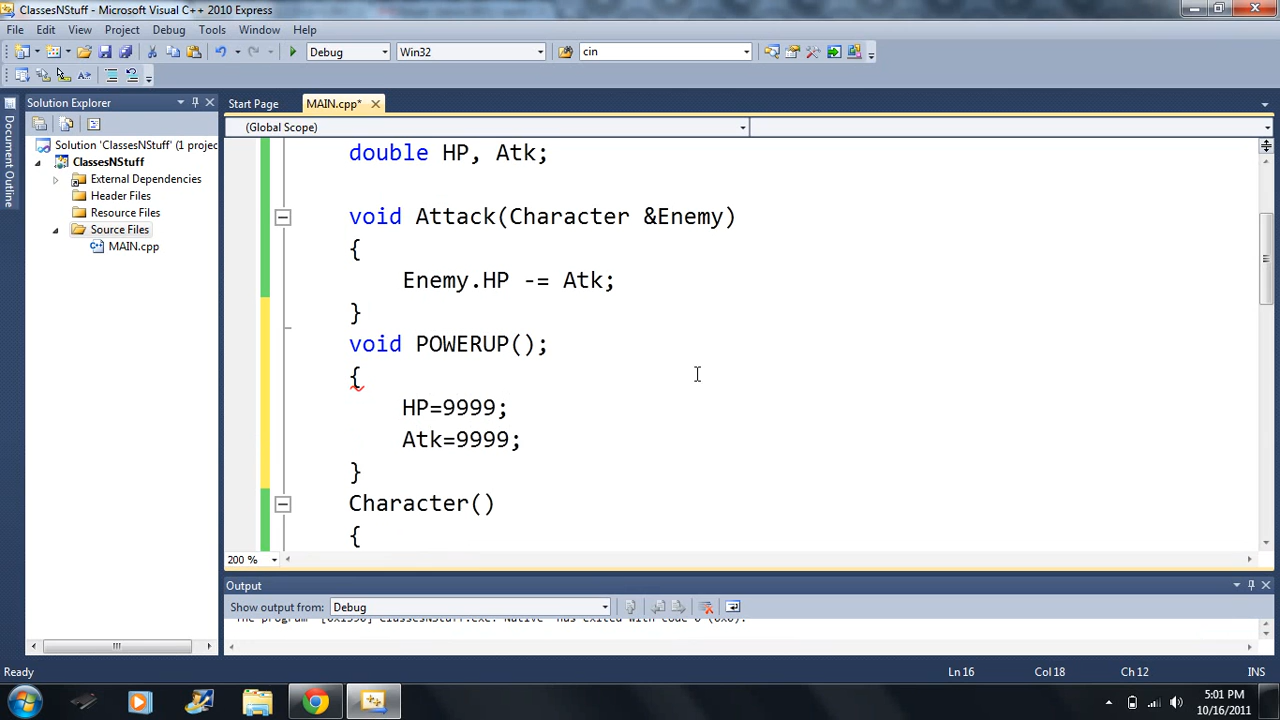 ClassesNStuff - Microsoft Visual C++ 2010 Express
File Edit View Project Debug Tools Window Help
Debug Win32 cin
Solution Explorer
Start Page MAIN.cpp*
(Global Scope)
Document Outline
Solution 'ClassesNStuff' (1 projec
ClassesNStuff
External Dependencies
Header Files
Resource Files
Source Files
MAIN.cpp
double HP, Atk;
void Attack(Character &Enemy)
{
Enemy.HP -= Atk;
}
void POWERUP();
{
HP=9999;
Atk=9999;
}
Character()
{
200 %
Output
Show output from: Debug
Ready Ln 16 Col 18 Ch 12 INS
5:01 PM
10/16/2011